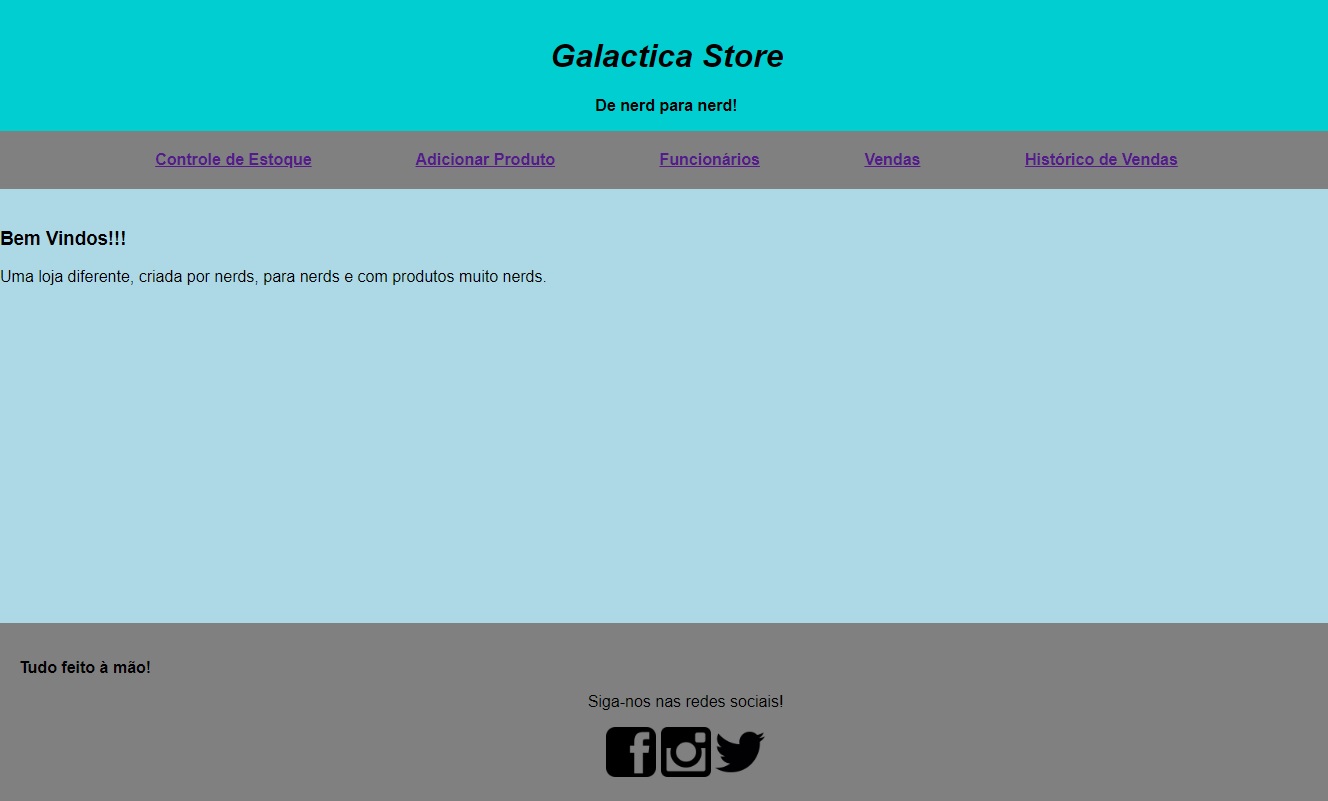 Galactica Store
De nerd para nerd!
Controle de Estoque Adicionar Produto Funcionários Vendas Histórico de Vendas
Bem Vindos!!!
Uma loja diferente, criada por nerds, para nerds e com produtos muito nerds.
Tudo feito à mão!
Siga-nos nas redes sociais!